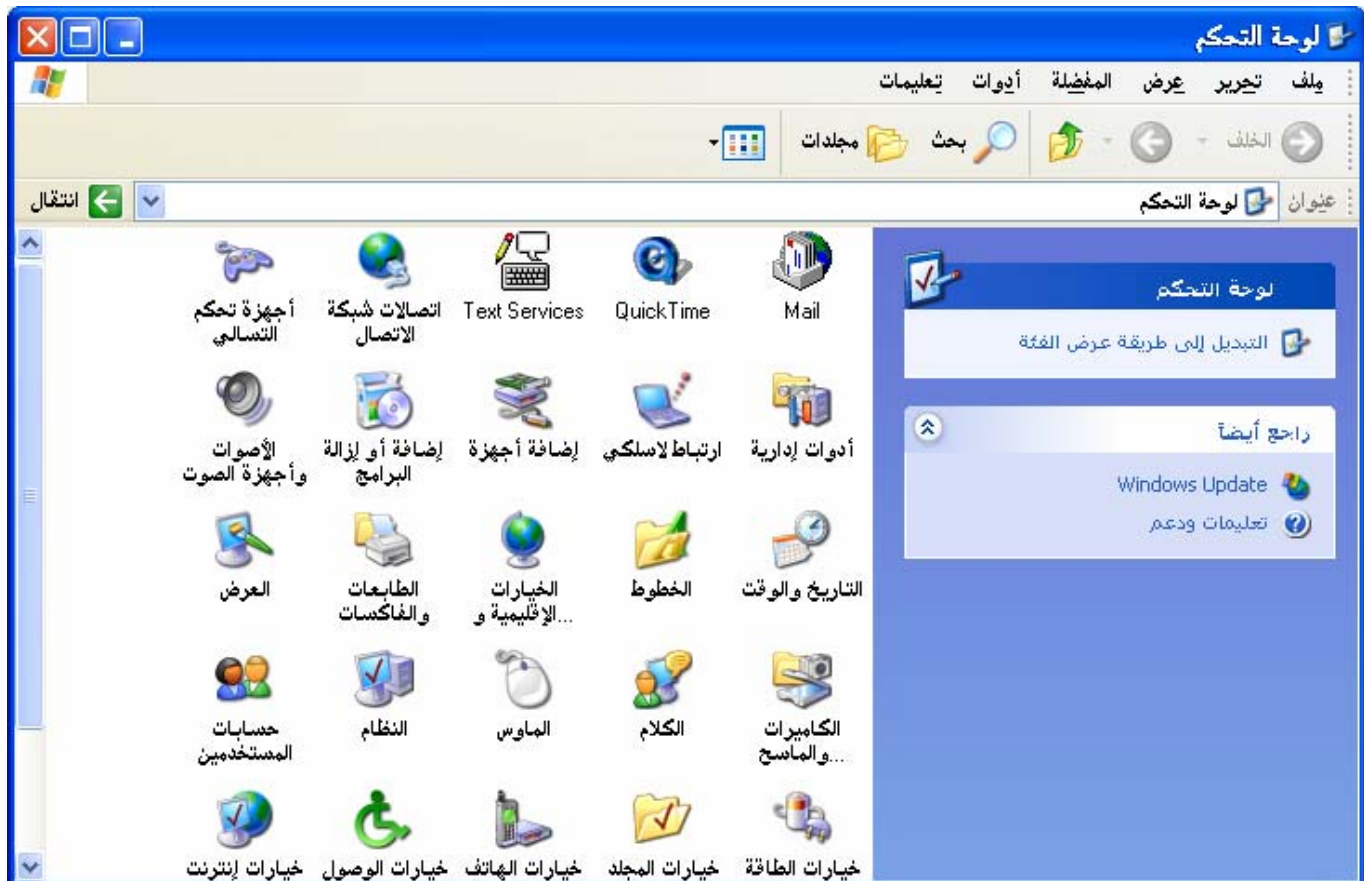 لوحة التحكم
ملف تحرير عرض المفضلة أدوات تعليمات
الخلف بحث مجلدات
عنوان لوحة التحكم انتقال
لوحة التحكم
التبديل إلى طريقة عرض الفئة
راجع أيضاً
Windows Update
تعليمات ودعم
Mail
QuickTime
Text Services
اتصالات شبكة
الاتصال
أجهزة تحكم
التسالي
أدوات إدارية
ارتباط لاسلكي
إضافة أجهزة
إضافة أو إزالة
البرامج
الأصوات
وأجهزة الصوت
التاريخ والوقت
الخطوط
الخيارات
الإقليمية و...
الطابعات
والفاكسات
العرض
الكاميرات
والماسح...
الكلام
الماوس
النظام
حسابات
المستخدمين
خيارات الطاقة
خيارات المجلد
خيارات الهاتف
خيارات الوصول
خيارات إنترنت